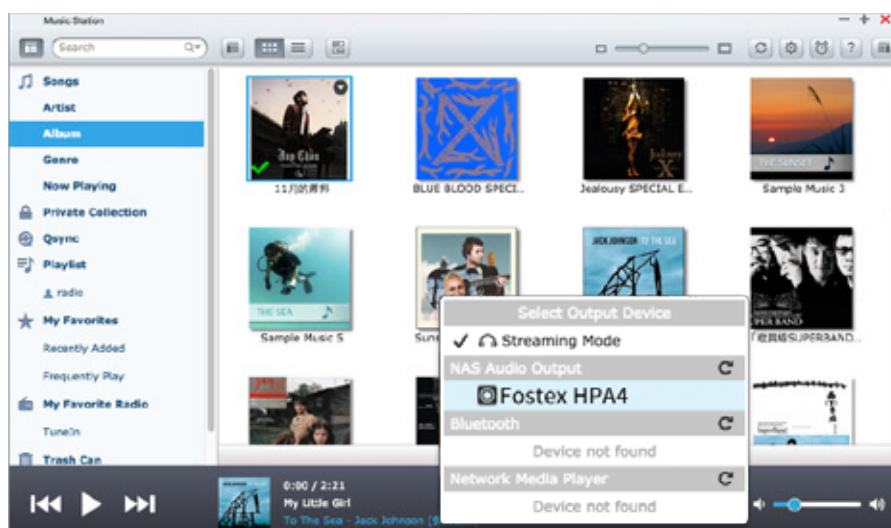 Music Station
Search
Songs
Artist
Album
Genre
Now Playing
Private Collection
Qsync
Playlist
radio
My Favorites
Recently Added
Frequently Play
My Favorite Radio
TuneIn
Trash Can
Jay Chou
11月的蕭邦
BLUE BLOOD SPECI...
Jealousy
X
Jealousy SPECIAL E...
THE SUNSET
Sample Music 3
THE SEA
Sample Music 5
JACK JOHNSON TO THE SEA
SUPERBAND...
Select Output Device
Streaming Mode
NAS Audio Output
Fostex HPA4
Bluetooth
Device not found
Network Media Player
Device not found
0:00 / 2:21
My Little Girl
To The Sea - Jack Johnson